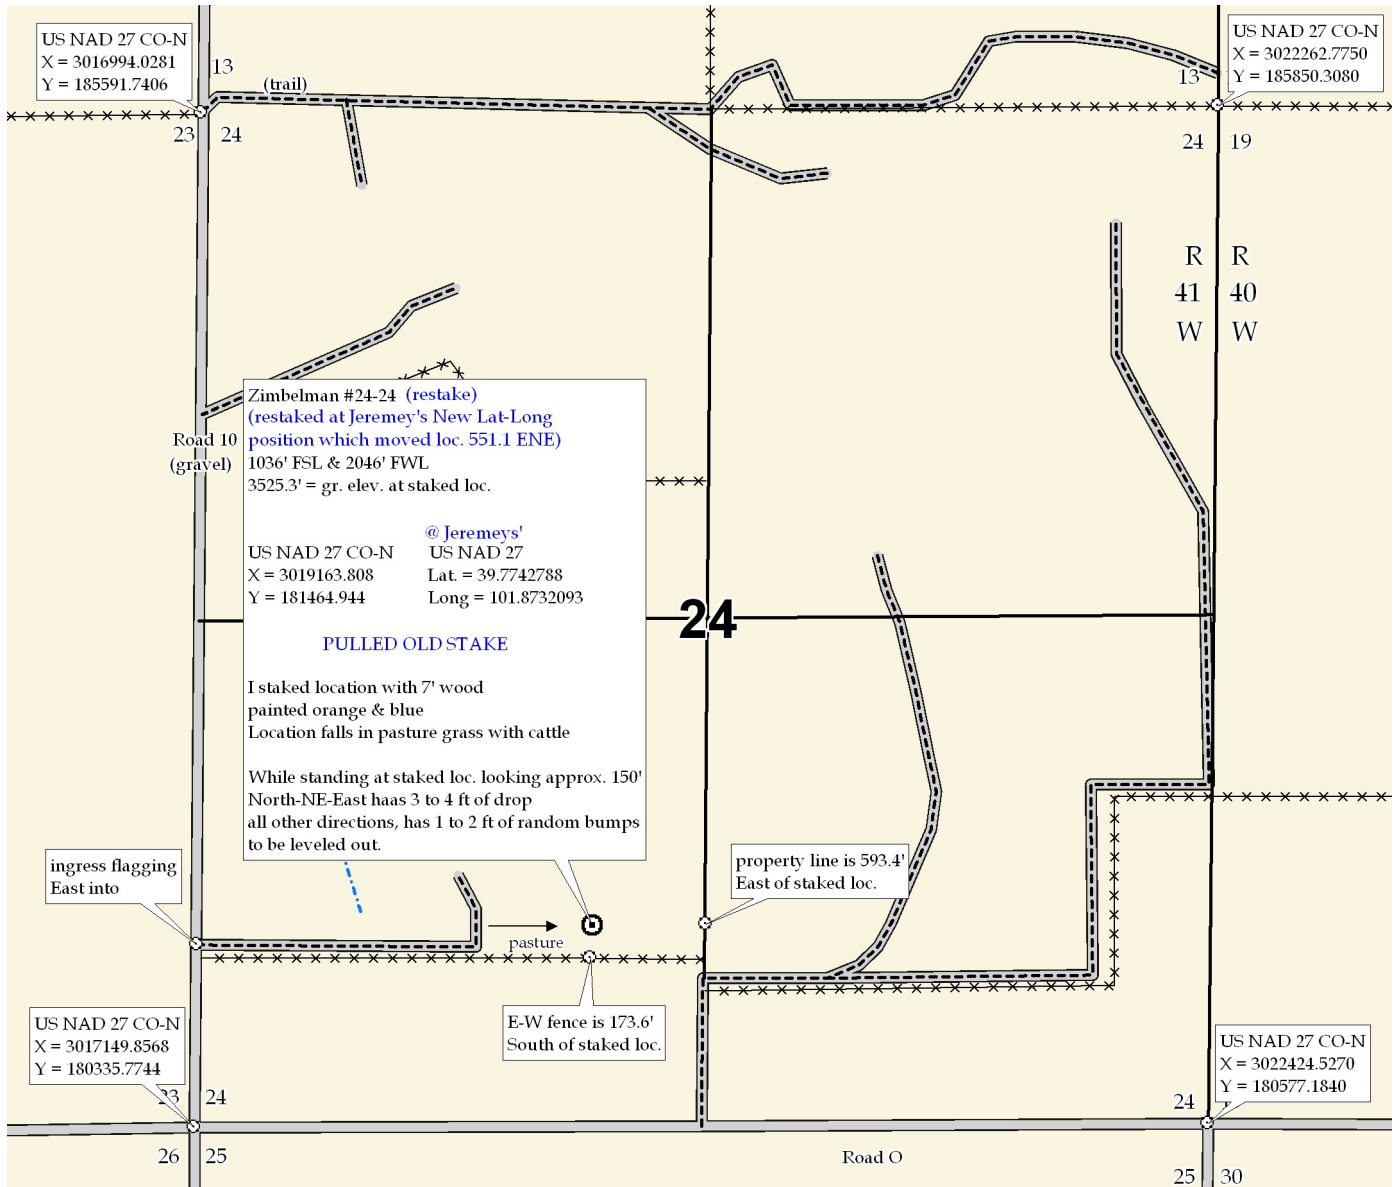 US NAD 27 CO-N
X = 3016994.0281
Y = 185591.7406
13
(trail)
US NAD 27 CO-N
X = 3022262.7750
Y = 185850.3080
13
23 24
24 19
R R
41 40
W W
Road 10
(gravel)
Zimbelman #24-24 (restake)
(restaked at Jeremey's New Lat-Long
position which moved loc. 551.1 ENE)
1036' FSL & 2046' FWL
3525.3' = gr. elev. at staked loc.
@ Jeremeys'
US NAD 27 CO-N US NAD 27
X = 3019163.808 Lat. = 39.7742788
Y = 181464.944 Long = 101.8732093
PULLED OLD STAKE
I staked location with 7' wood
painted orange & blue
Location falls in pasture grass with cattle
While standing at staked loc. looking approx. 150'
North-NE-East haas 3 to 4 ft of drop
all other directions, has 1 to 2 ft of random bumps
to be leveled out.
24
ingress flagging
East into
property line is 593.4'
East of staked loc.
pasture
E-W fence is 173.6'
South of staked loc.
US NAD 27 CO-N
X = 3017149.8568
Y = 180335.7744
23 24
26 25
US NAD 27 CO-N
X = 3022424.5270
Y = 180577.1840
24
Road O
25 30